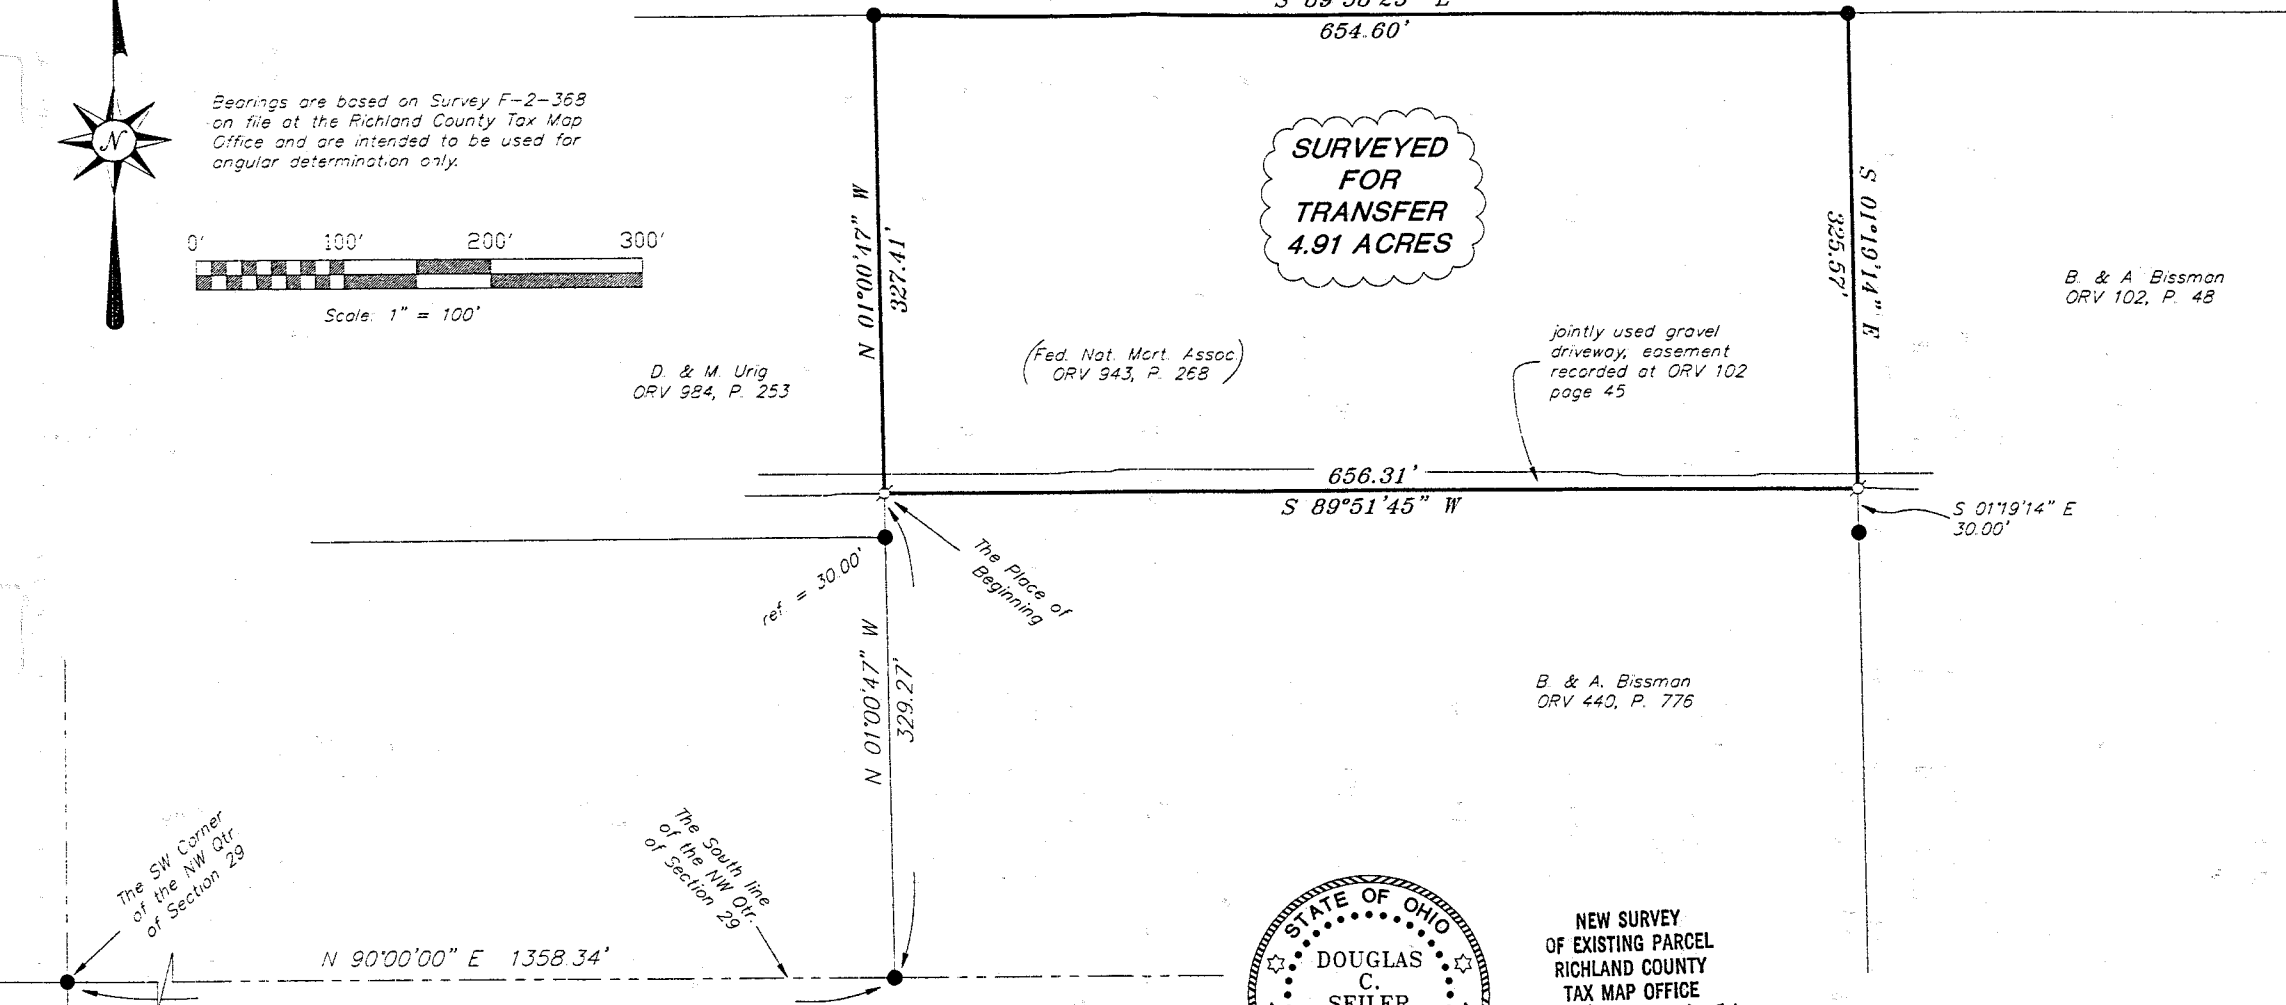 654.60'
Bearings are based on Survey F-2-368
on file at the Richland County Tax Map
Office and are intended to be used for
angular determination only.
N
0' 100' 200' 300'
Scale: 1" = 100'
SURVEYED
FOR
TRANSFER
4.91 ACRES
N 01°00'47" W
327.41'
S 01°19'14" E
325.57'
B. & A. Bissman
ORV 102, P. 48
D. & M. Urig
ORV 984, P. 253
(Fed. Nat. Mort. Assoc.)
ORV 943, P. 268
jointly used gravel
driveway, easement
recorded at ORV 102
page 45
656.31'
S 89°51'45" W
S 01°19'14" E
30.00'
ref. = 30.00'
The Place of
Beginning
N 01°00'47" W
329.27'
B. & A. Bissman
ORV 440, P. 776
The SW Corner
of the NW Qtr.
of Section 29
The South line
of the NW Qtr.
of Section 29
N 90°00'00" E 1358.34'
STATE OF OHIO
DOUGLAS
C.
SEILER
NEW SURVEY
OF EXISTING PARCEL
RICHLAND COUNTY
TAX MAP OFFICE